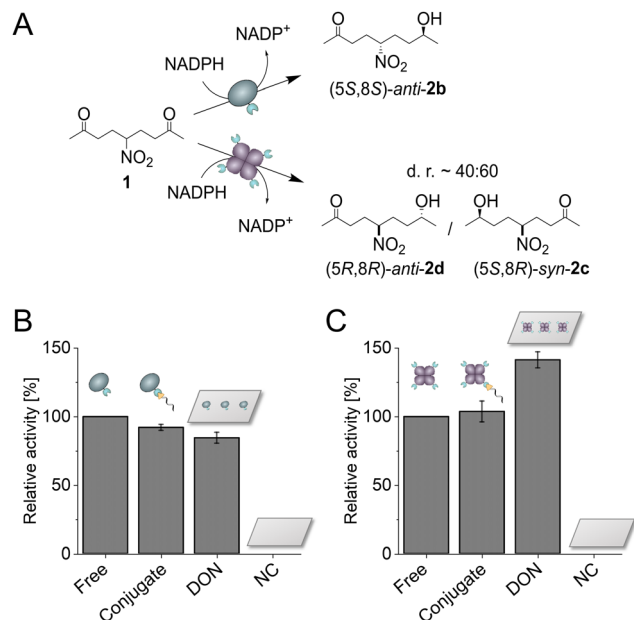 A
NADP+
OH
O
NADPH
NO2
(5S,8S)-anti-2b
O
O
NO2
1
d. r. ~ 40:60
NADPH
NADP+
O
OH
OH
O
NO2
/
NO2
(5R,8R)-anti-2d
(5S,8R)-syn-2c
B
Relative activity [%]
150
100
50
0
Free
Conjugate
DON
NC
C
Relative activity [%]
150
100
50
0
Free
Conjugate
DON
NC